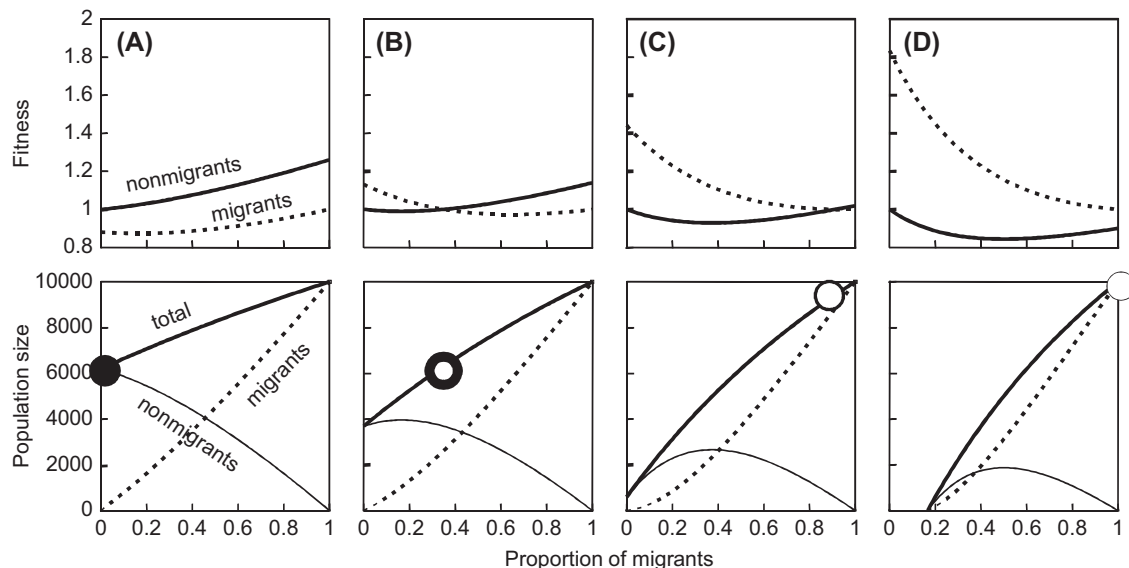 (A) (B) (C) (D)
Fitness
2
1.8
1.6
1.4
1.2
1
0.8
nonmigrants
migrants
Population size
10000
8000
6000
4000
2000
0
total
migrants
nonmigrants
0 0.2 0.4 0.6 0.8 1 0 0.2 0.4 0.6 0.8 1 0 0.2 0.4 0.6 0.8 1 0 0.2 0.4 0.6 0.8 1
Proportion of migrants